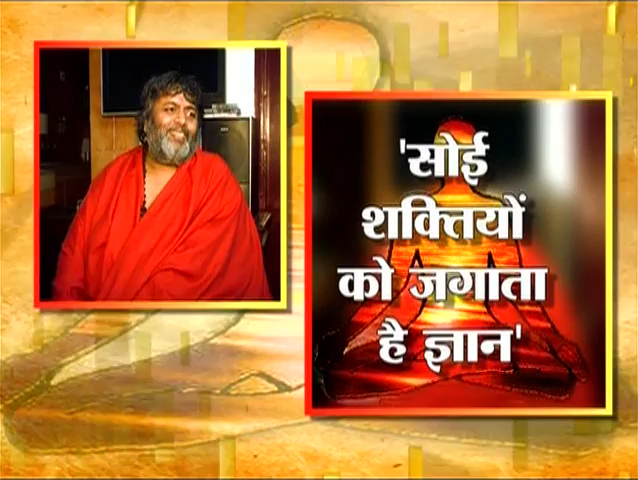 'सोई
शक्तियों
को जगाता
है ज्ञान'